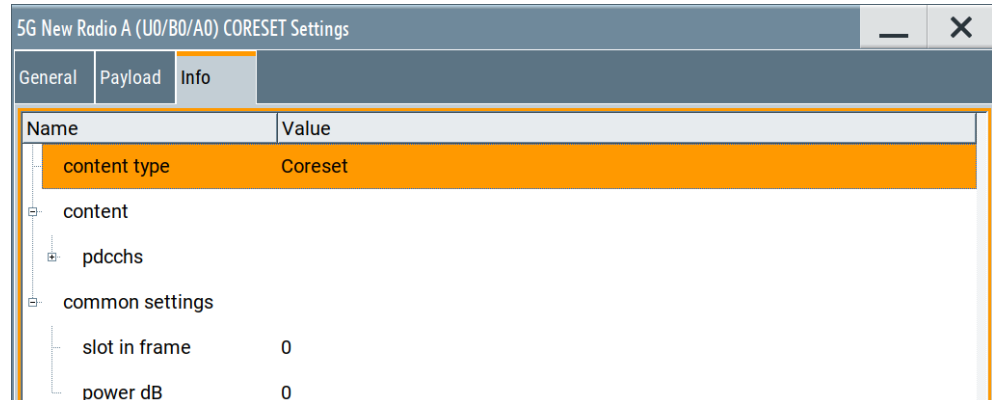 5G New Radio A (U0/B0/A0) CORESET Settings
General Payload Info
Name Value
content type Coreset
content
pdcchs
common settings
slot in frame 0
power dB 0